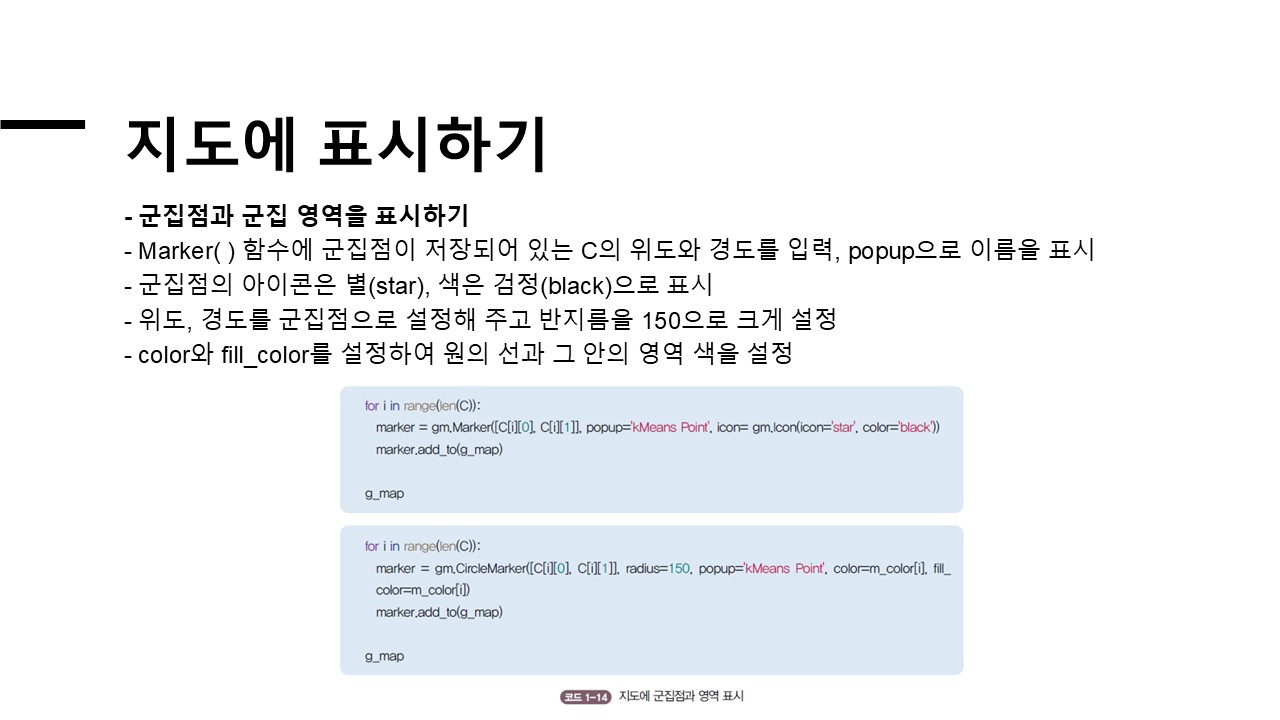 지도에 표시하기
- 군집점과 군집 영역을 표시하기
- Marker( ) 함수에 군집점이 저장되어 있는 C의 위도와 경도를 입력, popup으로 이름을 표시
- 군집점의 아이콘은 별(star), 색은 검정(black)으로 표시
- 위도, 경도를 군집점으로 설정해 주고 반지름을 150으로 크게 설정
- color와 fill_color를 설정하여 원의 선과 그 안의 영역 색을 설정
for i in range(len(C)):
marker = gm.Marker([C[i][0], C[i][1]], popup='kMeans Point', icon= gm.Icon(icon='star', color='black'))
marker.add_to(g_map)
g_map
for i in range(len(C)):
marker = gm.CircleMarker([C[i][0], C[i][1]], radius=150, popup='kMeans Point', color=m_color[i], fill_
color=m_color[i])
marker.add_to(g_map)
g_map
코드 1-14 지도에 군집점과 영역 표시